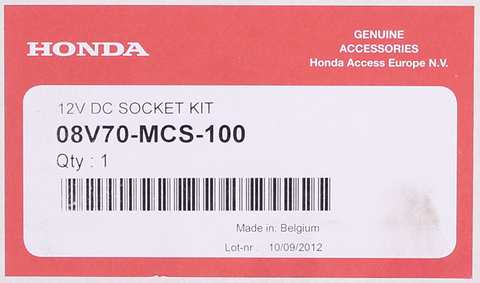 HONDA
GENUINE
ACCESSORIES
Honda Access Europe N.V.
12V DC SOCKET KIT
08V70-MCS-100
Qty : 1
Made in: Belgium
Lot-nr : 10/09/2012